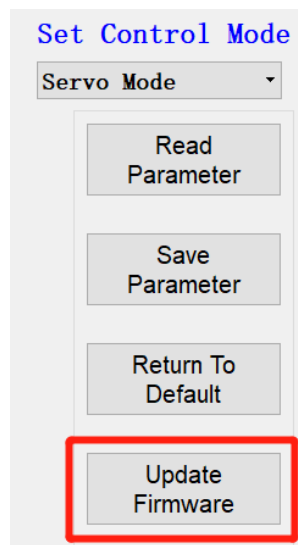 Set Control Mode
Servo Mode
Read
Parameter
Save
Parameter
Return To
Default
Update
Firmware